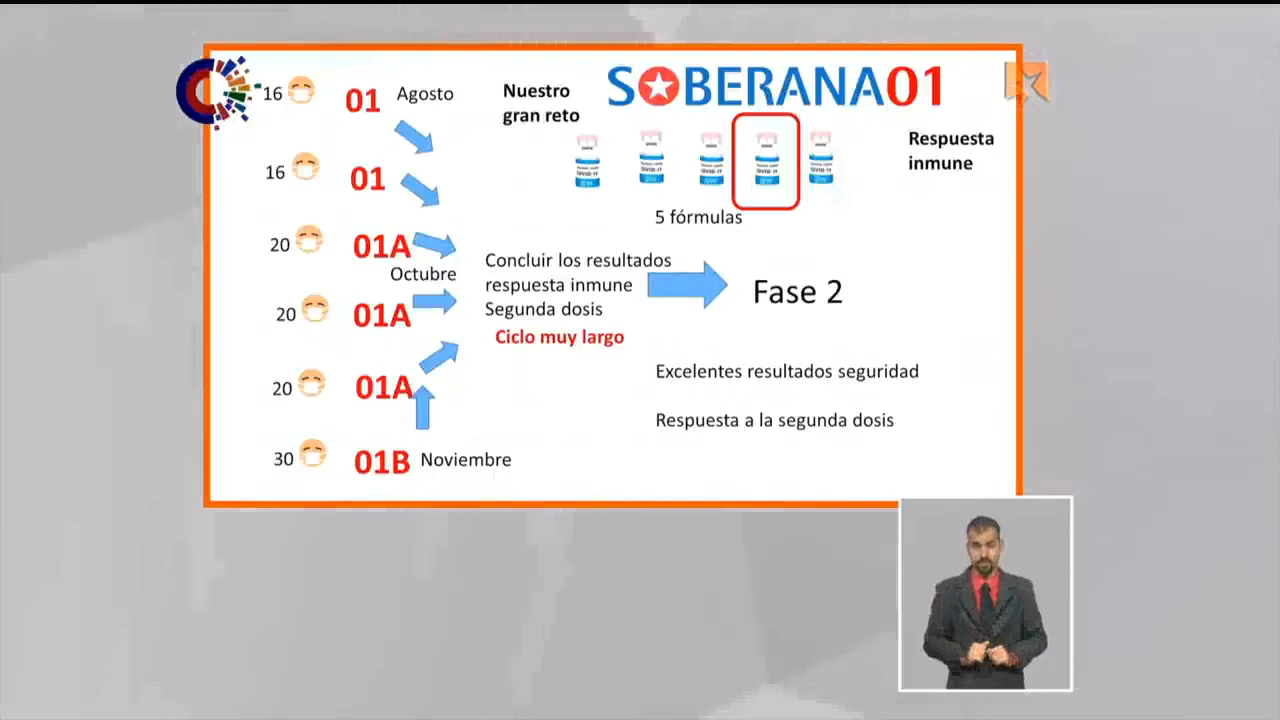 SOBERANA01
16
01
Agosto
Nuestro
gran reto
Respuesta
inmune
16
01
5 fórmulas
20
01A
Octubre
Concluir los resultados
respuesta inmune
Segunda dosis
Ciclo muy largo
Fase 2
20
01A
20
01A
Excelentes resultados seguridad
Respuesta a la segunda dosis
30
01B
Noviembre